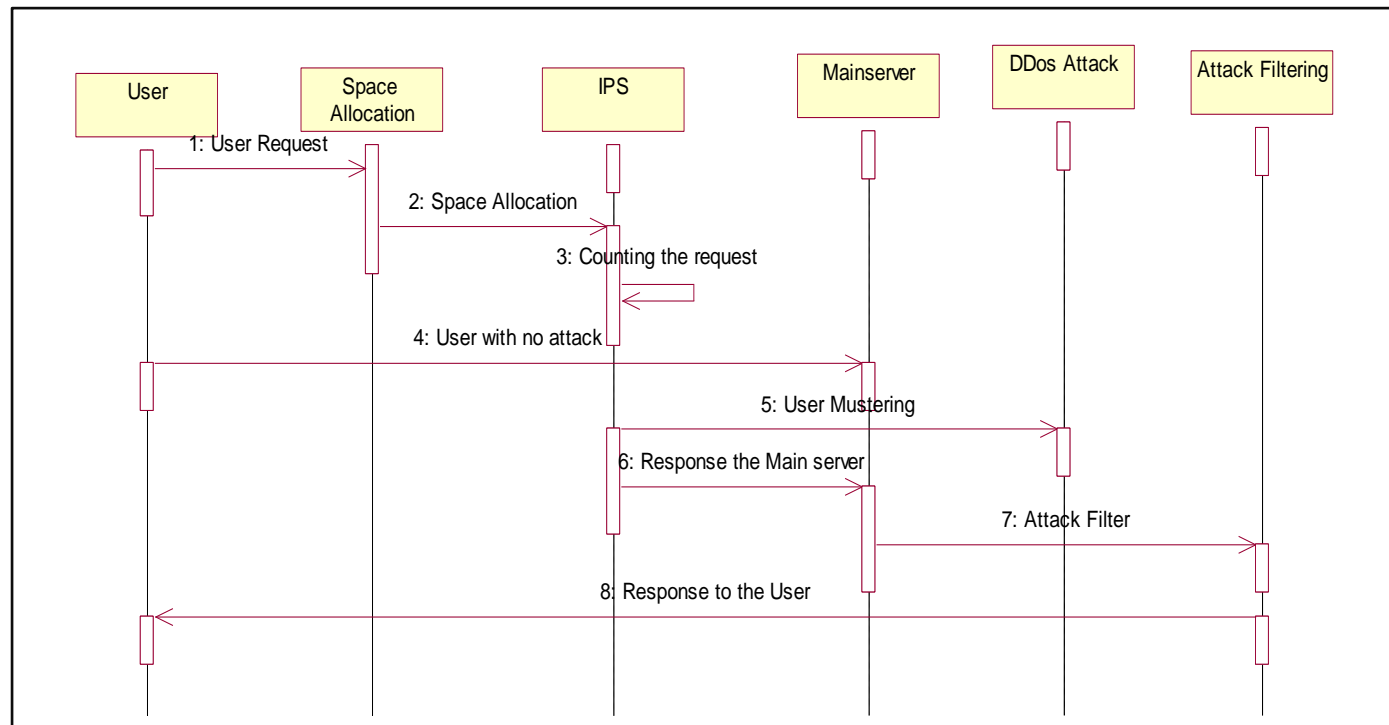 User
Space
Allocation
IPS
Mainserver
DDos Attack
Attack Filtering
1: User Request
2: Space Allocation
3: Counting the request
4: User with no attack
5: User Mustering
6: Response the Main server
7: Attack Filter
8: Response to the User